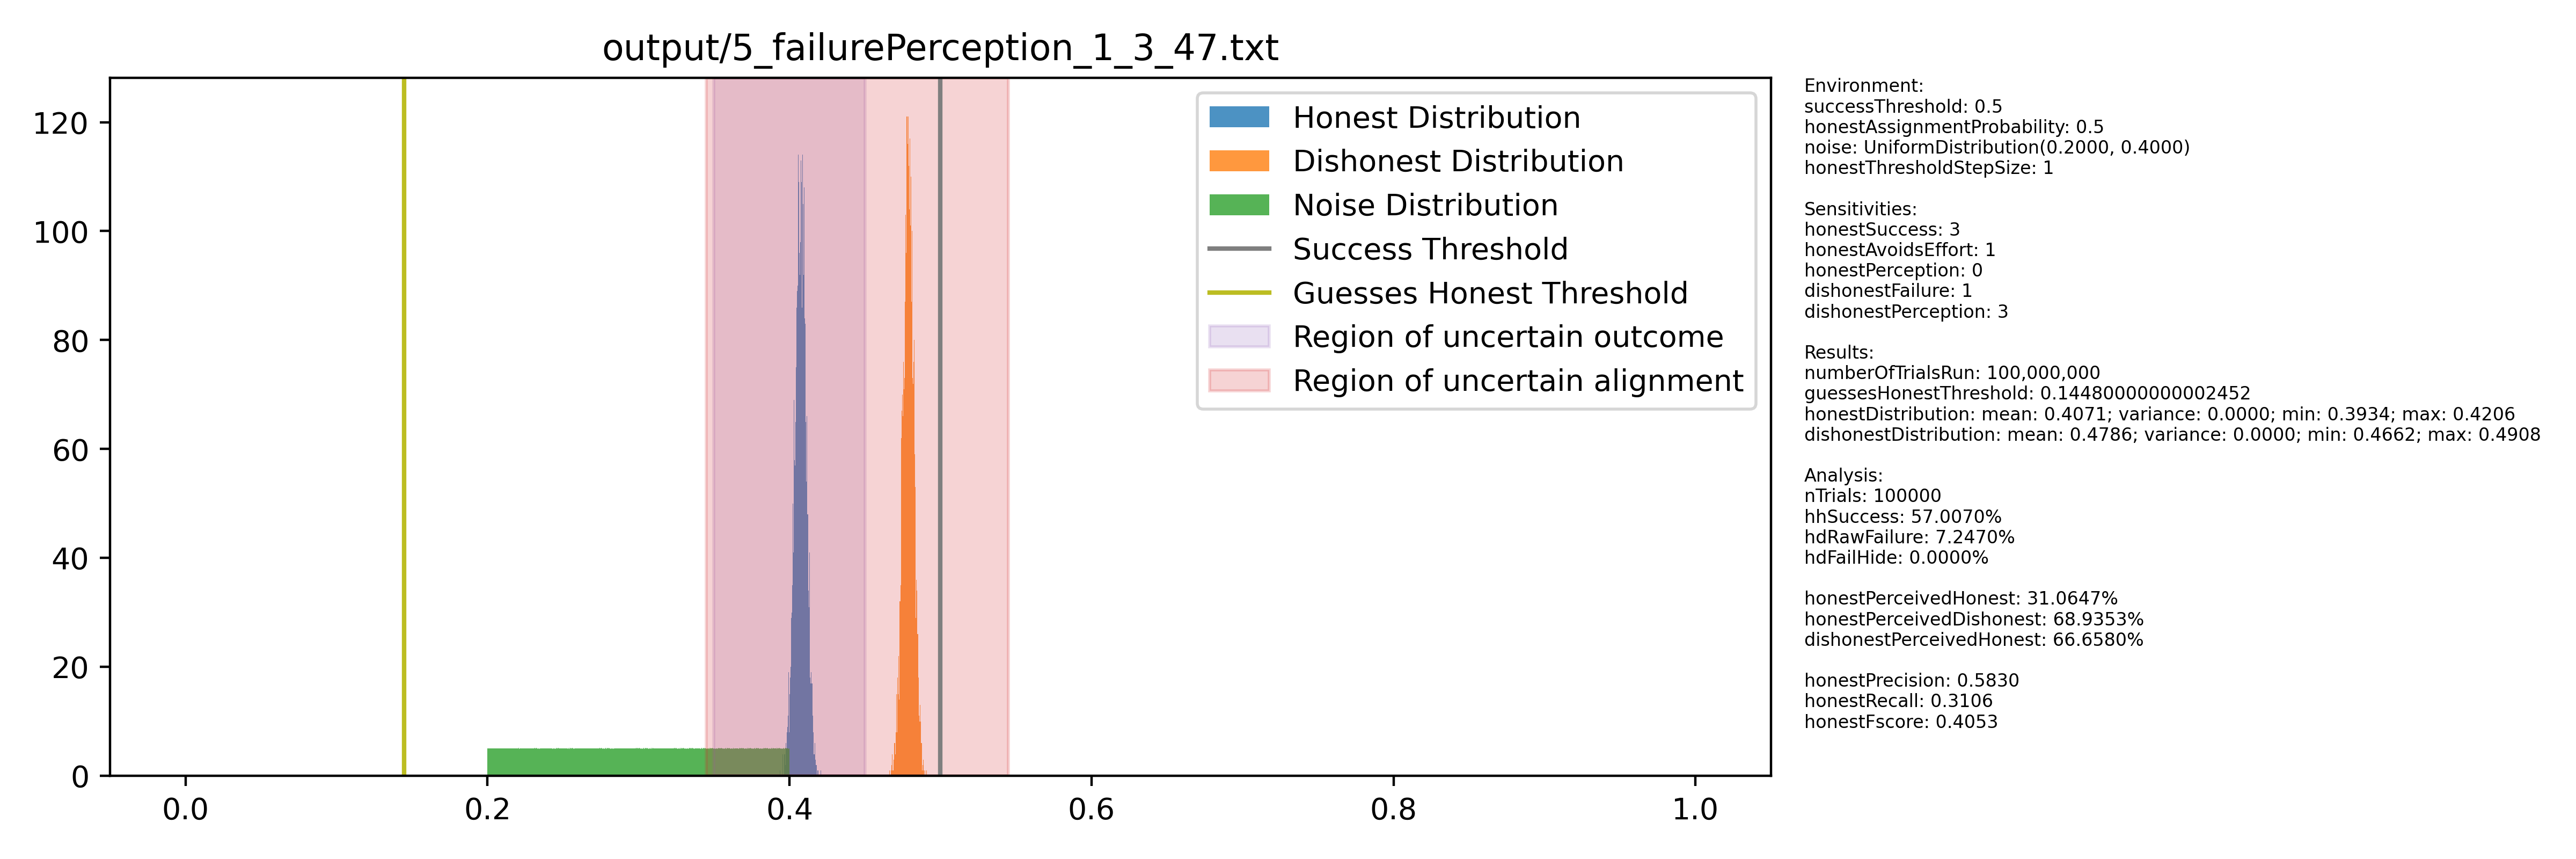 output/5_failurePerception_1_3_47.txt
120
100
80
60
40
20
0
0.0
0.2
0.4
0.6
0.8
1.0
Honest Distribution
Dishonest Distribution
Noise Distribution
Success Threshold
Guesses Honest Threshold
Region of uncertain outcome
Region of uncertain alignment
Environment:
successThreshold: 0.5
honestAssignmentProbability: 0.5
noise: UniformDistribution(0.2000, 0.4000)
honestThresholdStepSize: 1
Sensitivities:
honestSuccess: 3
honestAvoidsEffort: 1
honestPerception: 0
dishonestFailure: 1
dishonestPerception: 3
Results:
numberOfTrialsRun: 100,000,000
guessesHonestThreshold: 0.14480000000002452
honestDistribution: mean: 0.4071; variance: 0.0000; min: 0.3934; max: 0.4206
dishonestDistribution: mean: 0.4786; variance: 0.0000; min: 0.4662; max: 0.4908
Analysis:
nTrials: 100000
hhSuccess: 57.0070%
hdRawFailure: 7.2470%
hdFailHide: 0.0000%
honestPerceivedHonest: 31.0647%
honestPerceivedDishonest: 68.9353%
dishonestPerceivedHonest: 66.6580%
honestPrecision: 0.5830
honestRecall: 0.3106
honestFscore: 0.4053